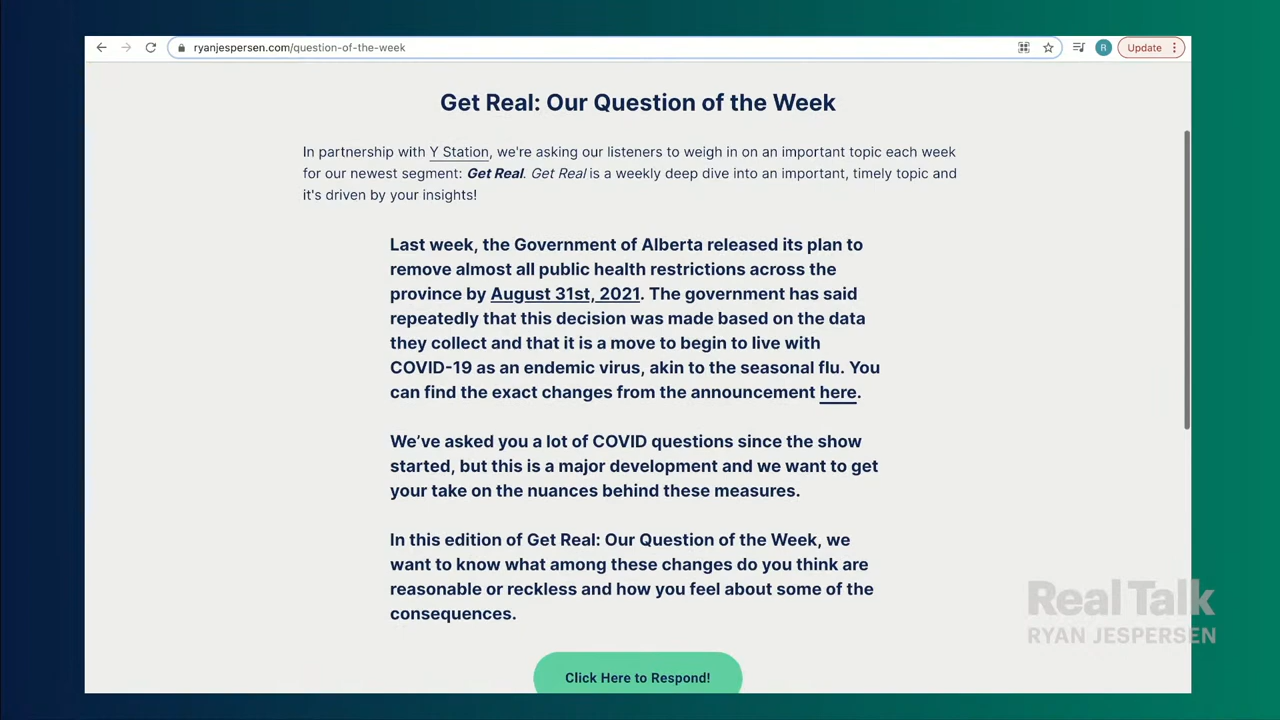 ryanjespersen.com/question-of-the-week
R
Update
Get Real: Our Question of the Week
In partnership with Y Station, we're asking our listeners to weigh in on an important topic each week
for our newest segment: Get Real. Get Real is a weekly deep dive into an important, timely topic and
it's driven by your insights!
Last week, the Government of Alberta released its plan to
remove almost all public health restrictions across the
province by August 31st, 2021. The government has said
repeatedly that this decision was made based on the data
they collect and that it is a move to begin to live with
COVID-19 as an endemic virus, akin to the seasonal flu. You
can find the exact changes from the announcement here.
We’ve asked you a lot of COVID questions since the show
started, but this is a major development and we want to get
your take on the nuances behind these measures.
In this edition of Get Real: Our Question of the Week, we
want to know what among these changes do you think are
reasonable or reckless and how you feel about some of the
consequences.
Click Here to Respond!
Real Talk
RYAN JESPERSEN